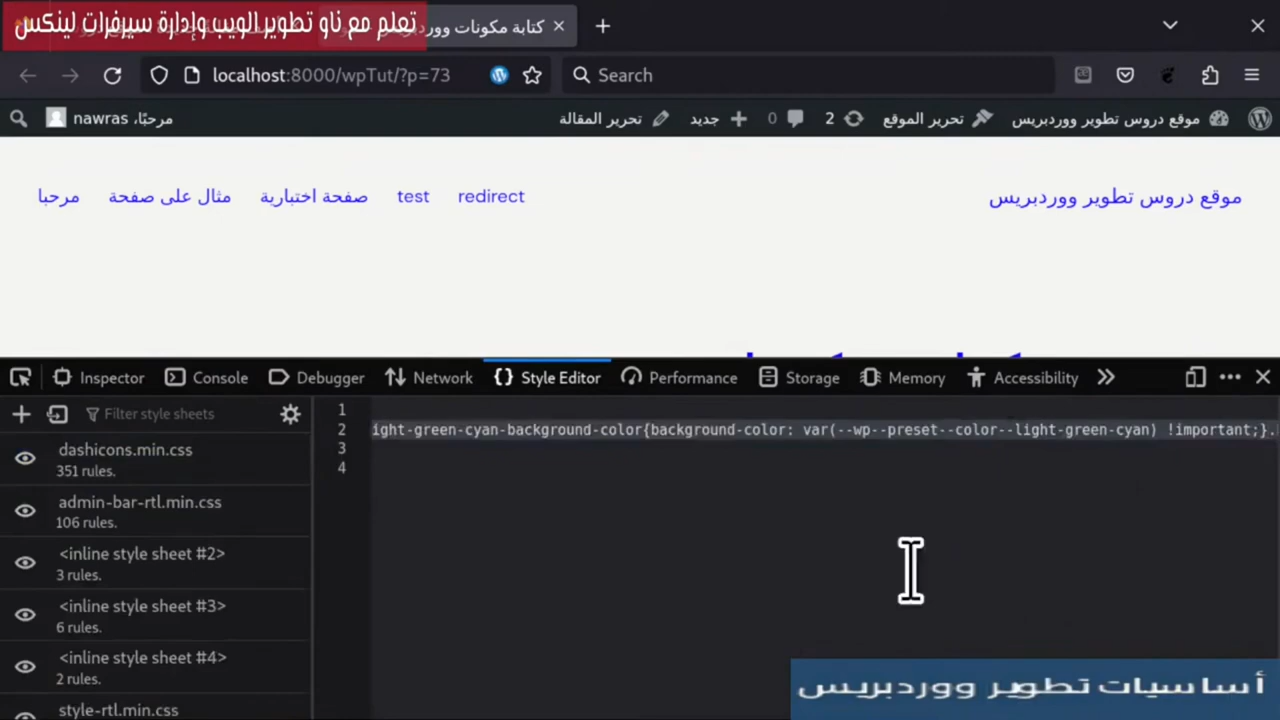 تعلم مع ناو تطوير الويب وإدارة سيرفرات لينكس
كتابة مكونات ووردبريس
localhost:8000/wpTut/?p=73
Search
مرحبًا، nawras
تحرير المقالة
جديد
0
2
تحرير الموقع
موقع دروس تطوير ووردبريس
موقع دروس تطوير ووردبريس
redirect
test
صفحة اختبارية
مثال على صفحة
مرحبا
Inspector Console Debugger Network Style Editor Performance Storage Memory Accessibility
Filter style sheets
dashicons.min.css
351 rules.
admin-bar-rtl.min.css
106 rules.
<inline style sheet #2>
3 rules.
<inline style sheet #3>
6 rules.
<inline style sheet #4>
2 rules.
style-rtl.min.css
1
2 ight-green-cyan-background-color{background-color: var(--wp--preset--color--light-green-cyan) !important;}.
3
4
أساسيات تطوير ووردبريس